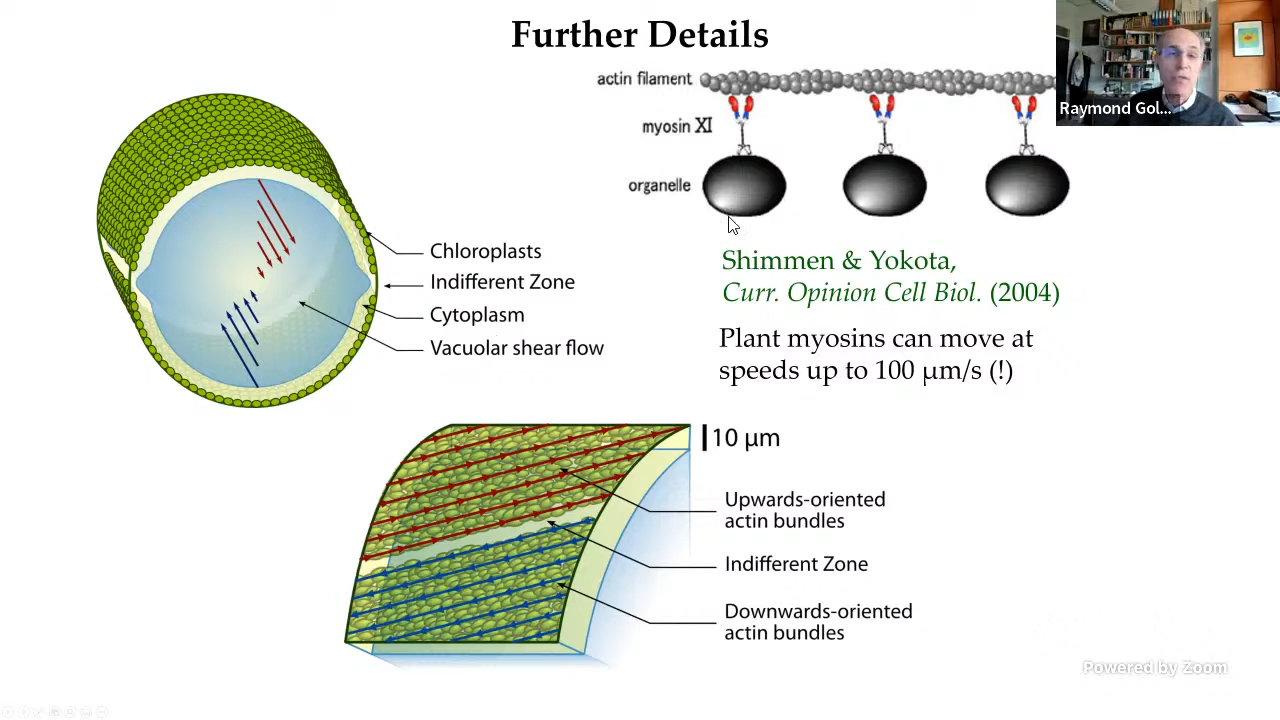 Further Details
actin filament
myosin XI
organelle
Raymond Gol...
Chloroplasts
Indifferent Zone
Cytoplasm
Vacuolar shear flow
Shimmen & Yokota,
Curr. Opinion Cell Biol. (2004)
Plant myosins can move at
speeds up to 100 μm/s (!)
10 μm
Upwards-oriented
actin bundles
Indifferent Zone
Downwards-oriented
actin bundles
Powered by Zoom